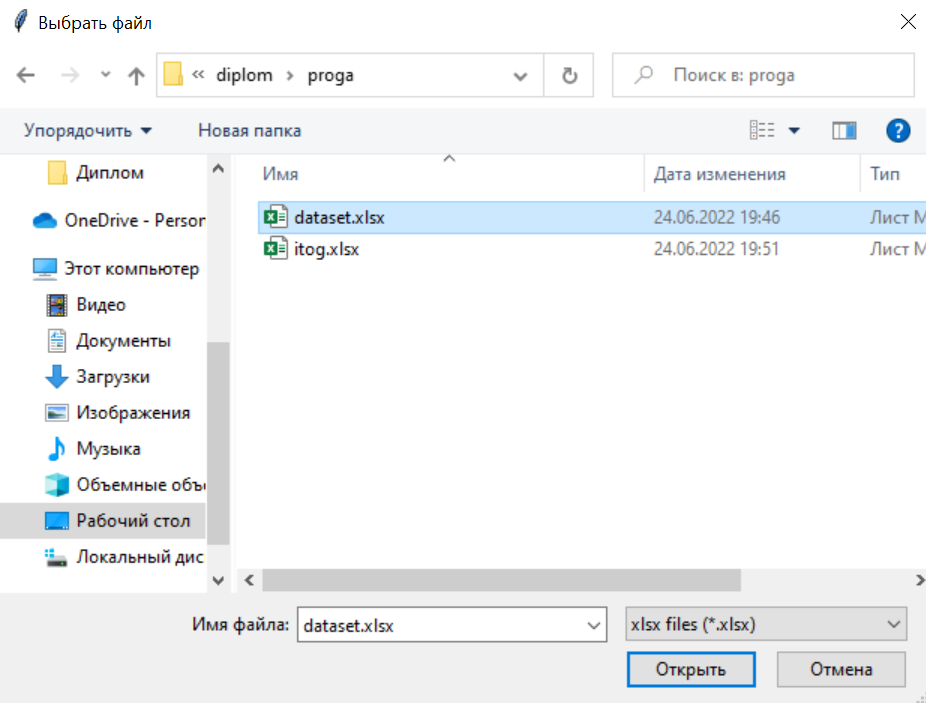 Выбрать файл
« diplom › proga
Поиск в: proga
Упорядочить
Новая папка
Диплом
OneDrive - Person
Этот компьютер
Видео
Документы
Загрузки
Изображения
Музыка
Объемные объ
Рабочий стол
Локальный дис
Имя
Дата изменения
Тип
dataset.xlsx
24.06.2022 19:46
Лист M
itog.xlsx
24.06.2022 19:51
Лист M
Имя файла:
dataset.xlsx
xlsx files (*.xlsx)
Открыть
Отмена